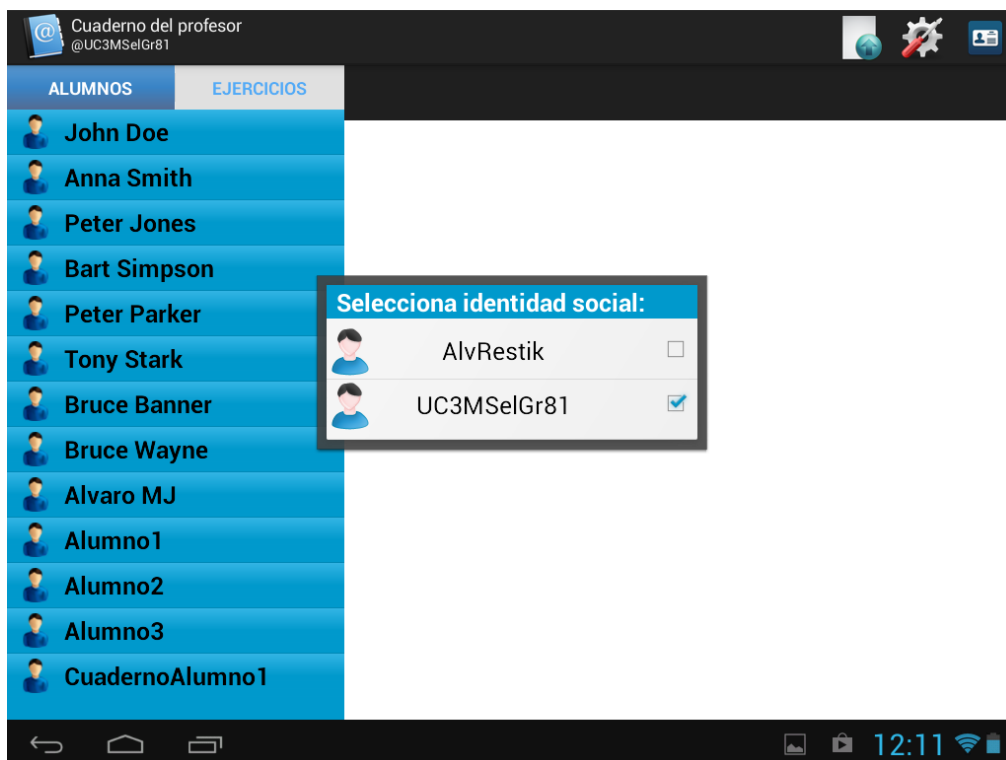 Cuaderno del profesor
@UC3MSelGr81
ALUMNOS
EJERCICIOS
John Doe
Anna Smith
Peter Jones
Bart Simpson
Peter Parker
Tony Stark
Bruce Banner
Bruce Wayne
Alvaro MJ
Alumno1
Alumno2
Alumno3
CuadernoAlumno1
Selecciona identidad social:
AlvRestik
UC3MSelGr81
12:11